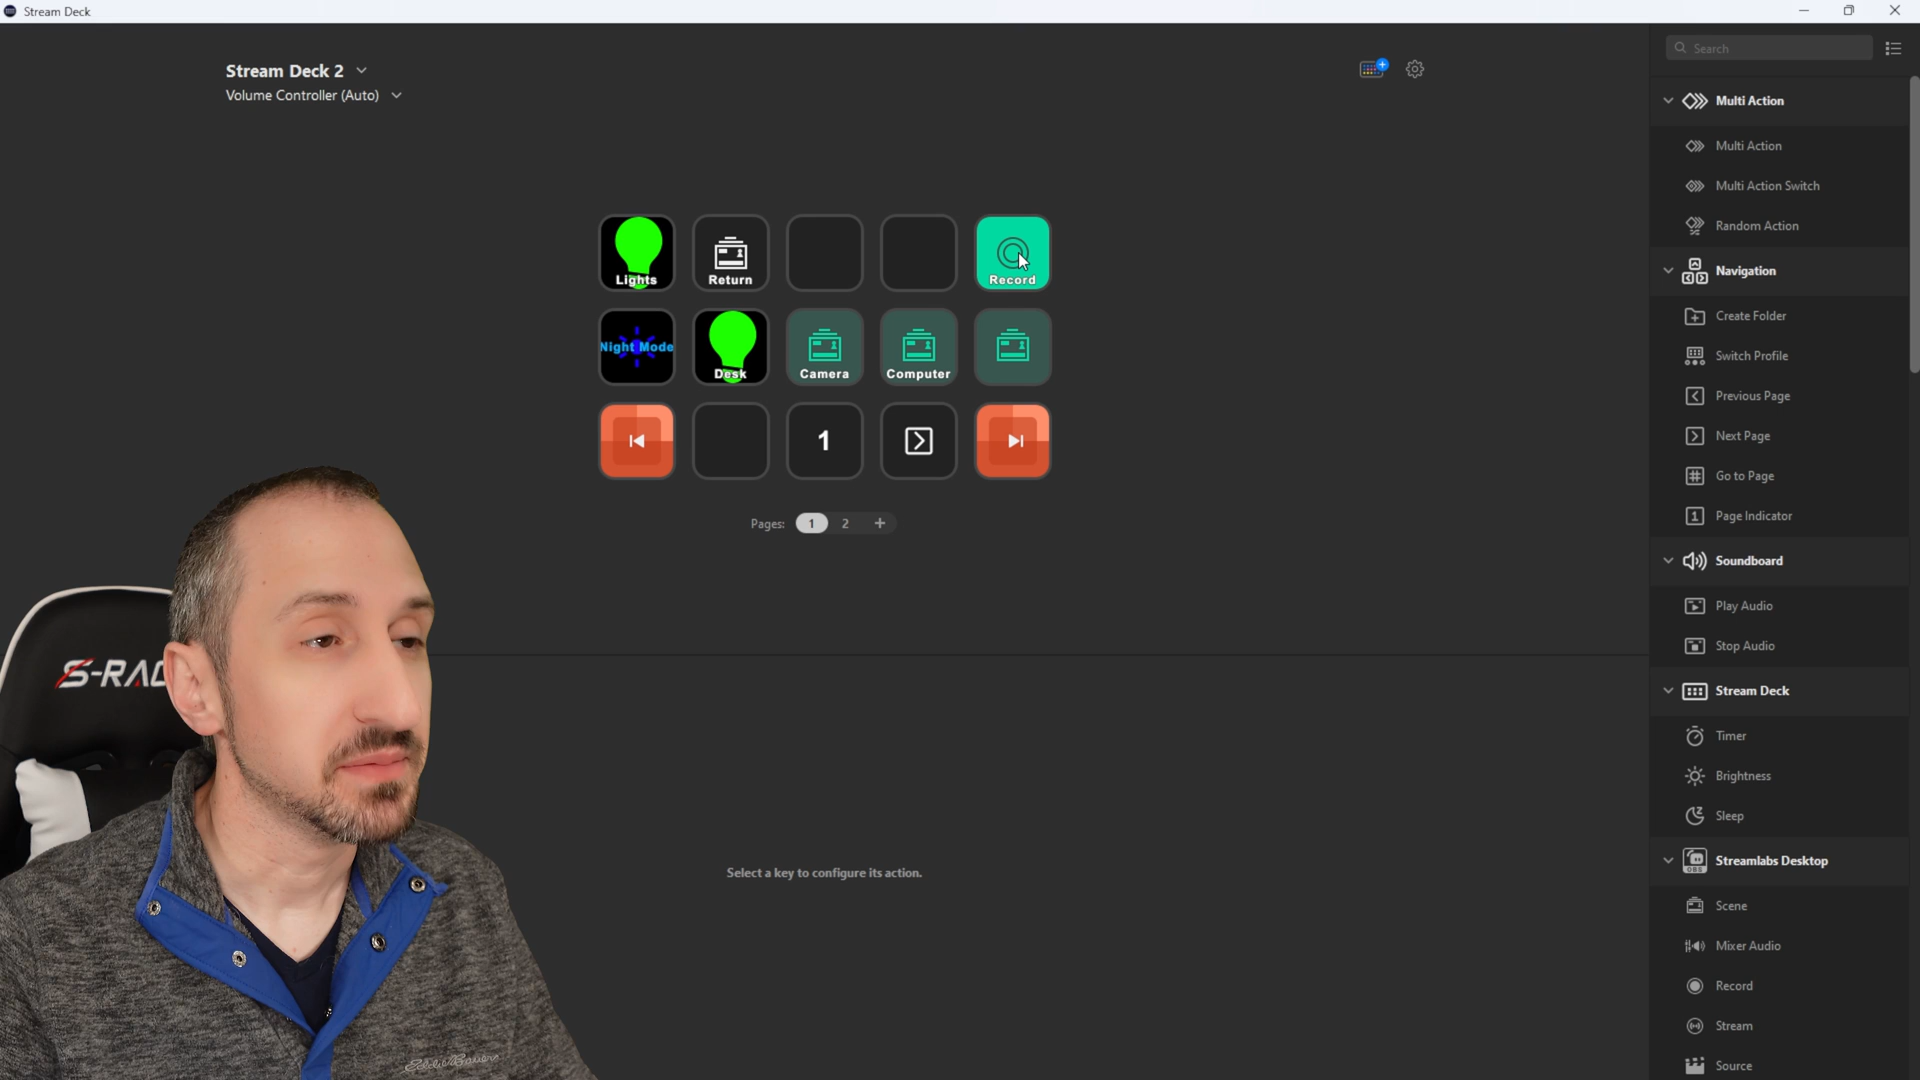 Stream Deck
Search
Stream Deck 2
Volume Controller (Auto)
Multi Action
Multi Action
Multi Action Switch
Random Action
Navigation
Create Folder
Switch Profile
Previous Page
Next Page
Go to Page
Page Indicator
Soundboard
Play Audio
Stop Audio
Stream Deck
Timer
Brightness
Sleep
Streamlabs Desktop
OBS
Scene
Mixer Audio
Record
Stream
Source
Lights
Return
Record
Night Mode
Desk
Camera
Computer
1
Pages: 1 2 +
Select a key to configure its action.
S-RAC
Eddie Bauer